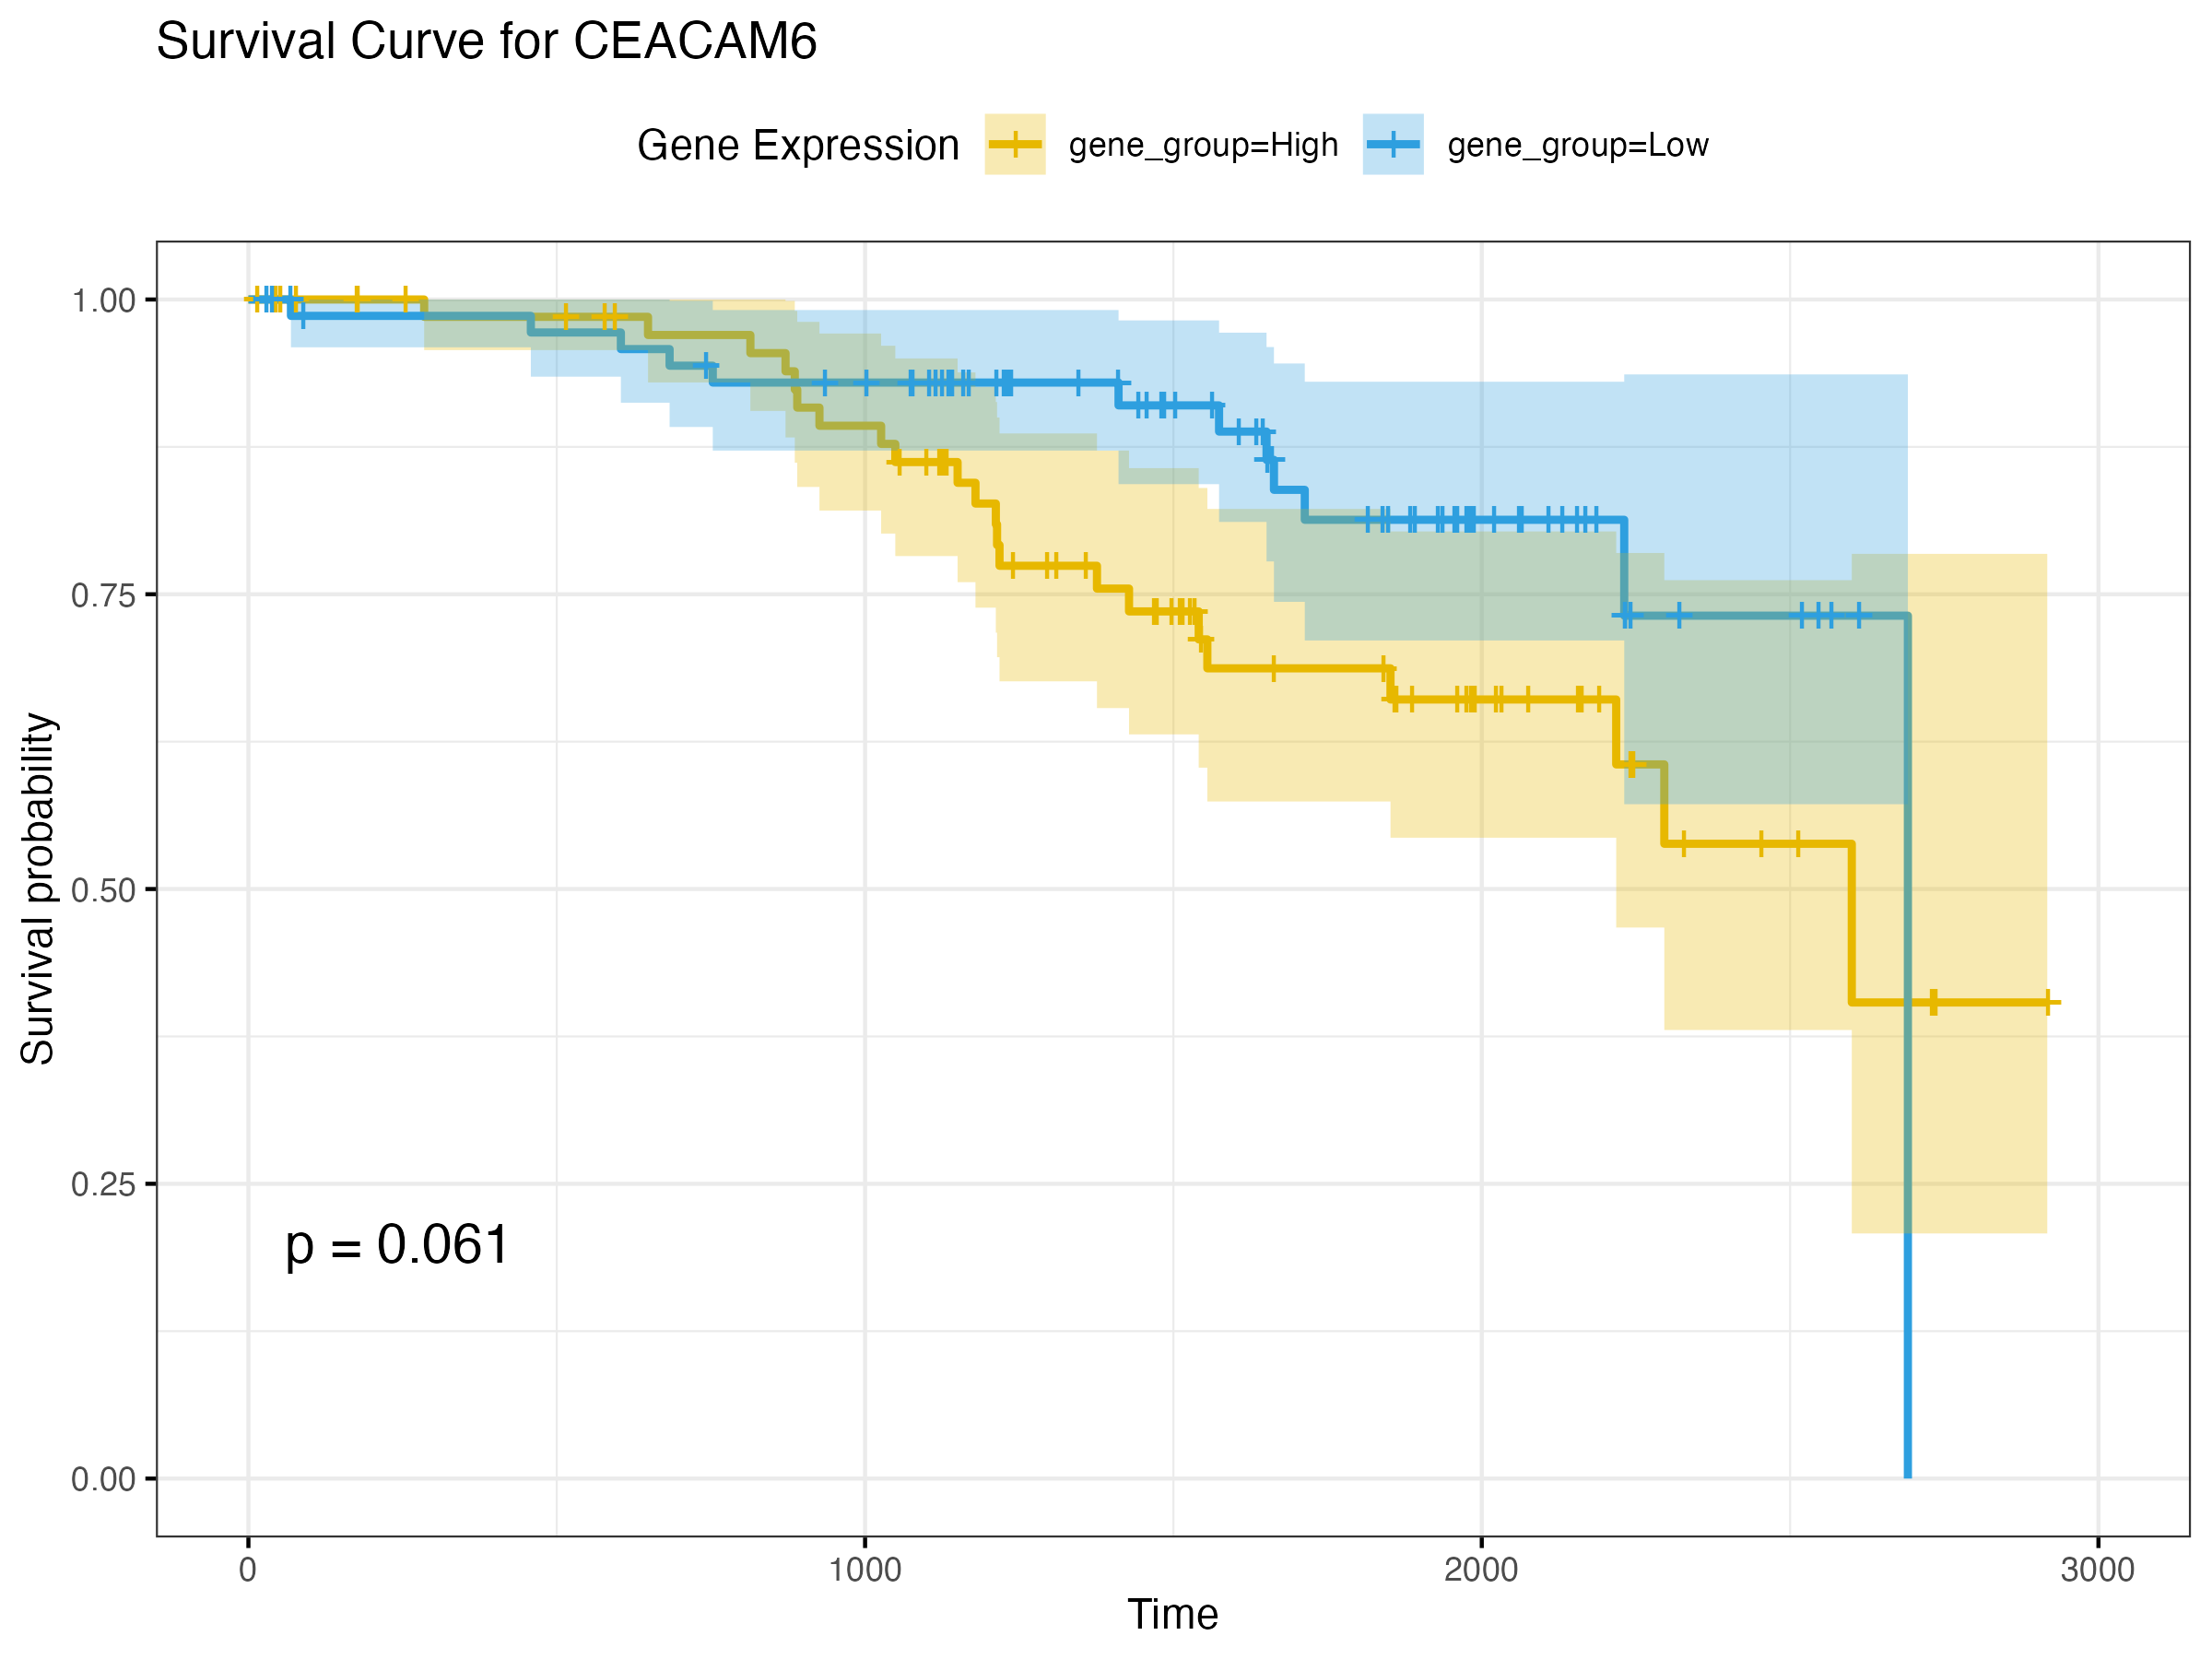 Survival Curve for CEACAM6
Gene Expression gene_group=High gene_group=Low
1.00
0.75
0.50
0.25
0.00
Survival probability
p = 0.061
0 1000 2000 3000
Time